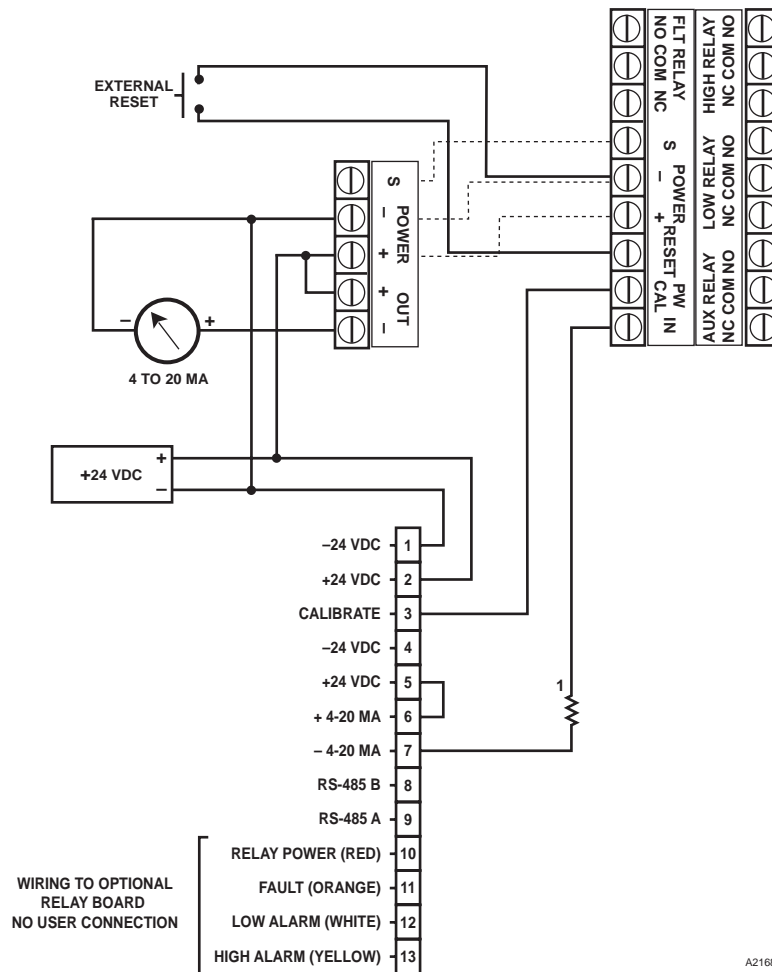 EXTERNAL
RESET
FLT RELAY
NO COM NC
HIGH RELAY
NC COM NO
S
–
POWER
+
LOW RELAY
NC COM NO
RESET
CAL
PW
IN
AUX RELAY
NC COM NO
S
–
POWER
+
+
OUT
–
–
+
4 TO 20 MA
+24 VDC
+
–
–24 VDC 1
+24 VDC 2
CALIBRATE 3
–24 VDC 4
+24 VDC 5
+ 4-20 MA 6
– 4-20 MA 7
1
RS-485 B 8
RS-485 A 9
RELAY POWER (RED) 10
FAULT (ORANGE) 11
LOW ALARM (WHITE) 12
HIGH ALARM (YELLOW) 13
WIRING TO OPTIONAL
RELAY BOARD
NO USER CONNECTION